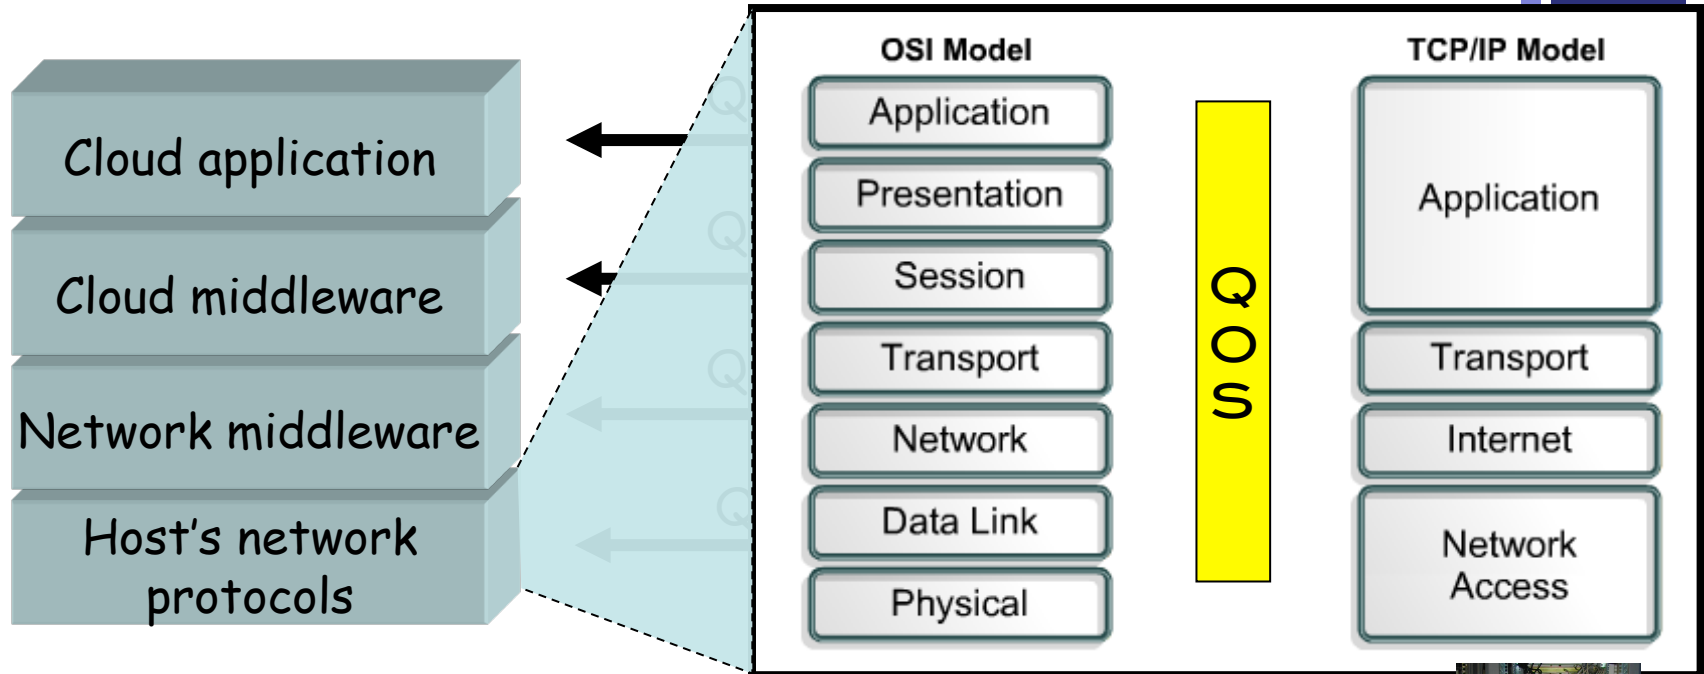 Cloud application
Cloud middleware
Network middleware
Host's network
protocols
Q
Q
Q
Q
OSI Model
Application
Presentation
Session
Transport
Network
Data Link
Physical
Q
O
S
TCP/IP Model
Application
Transport
Internet
Network
Access